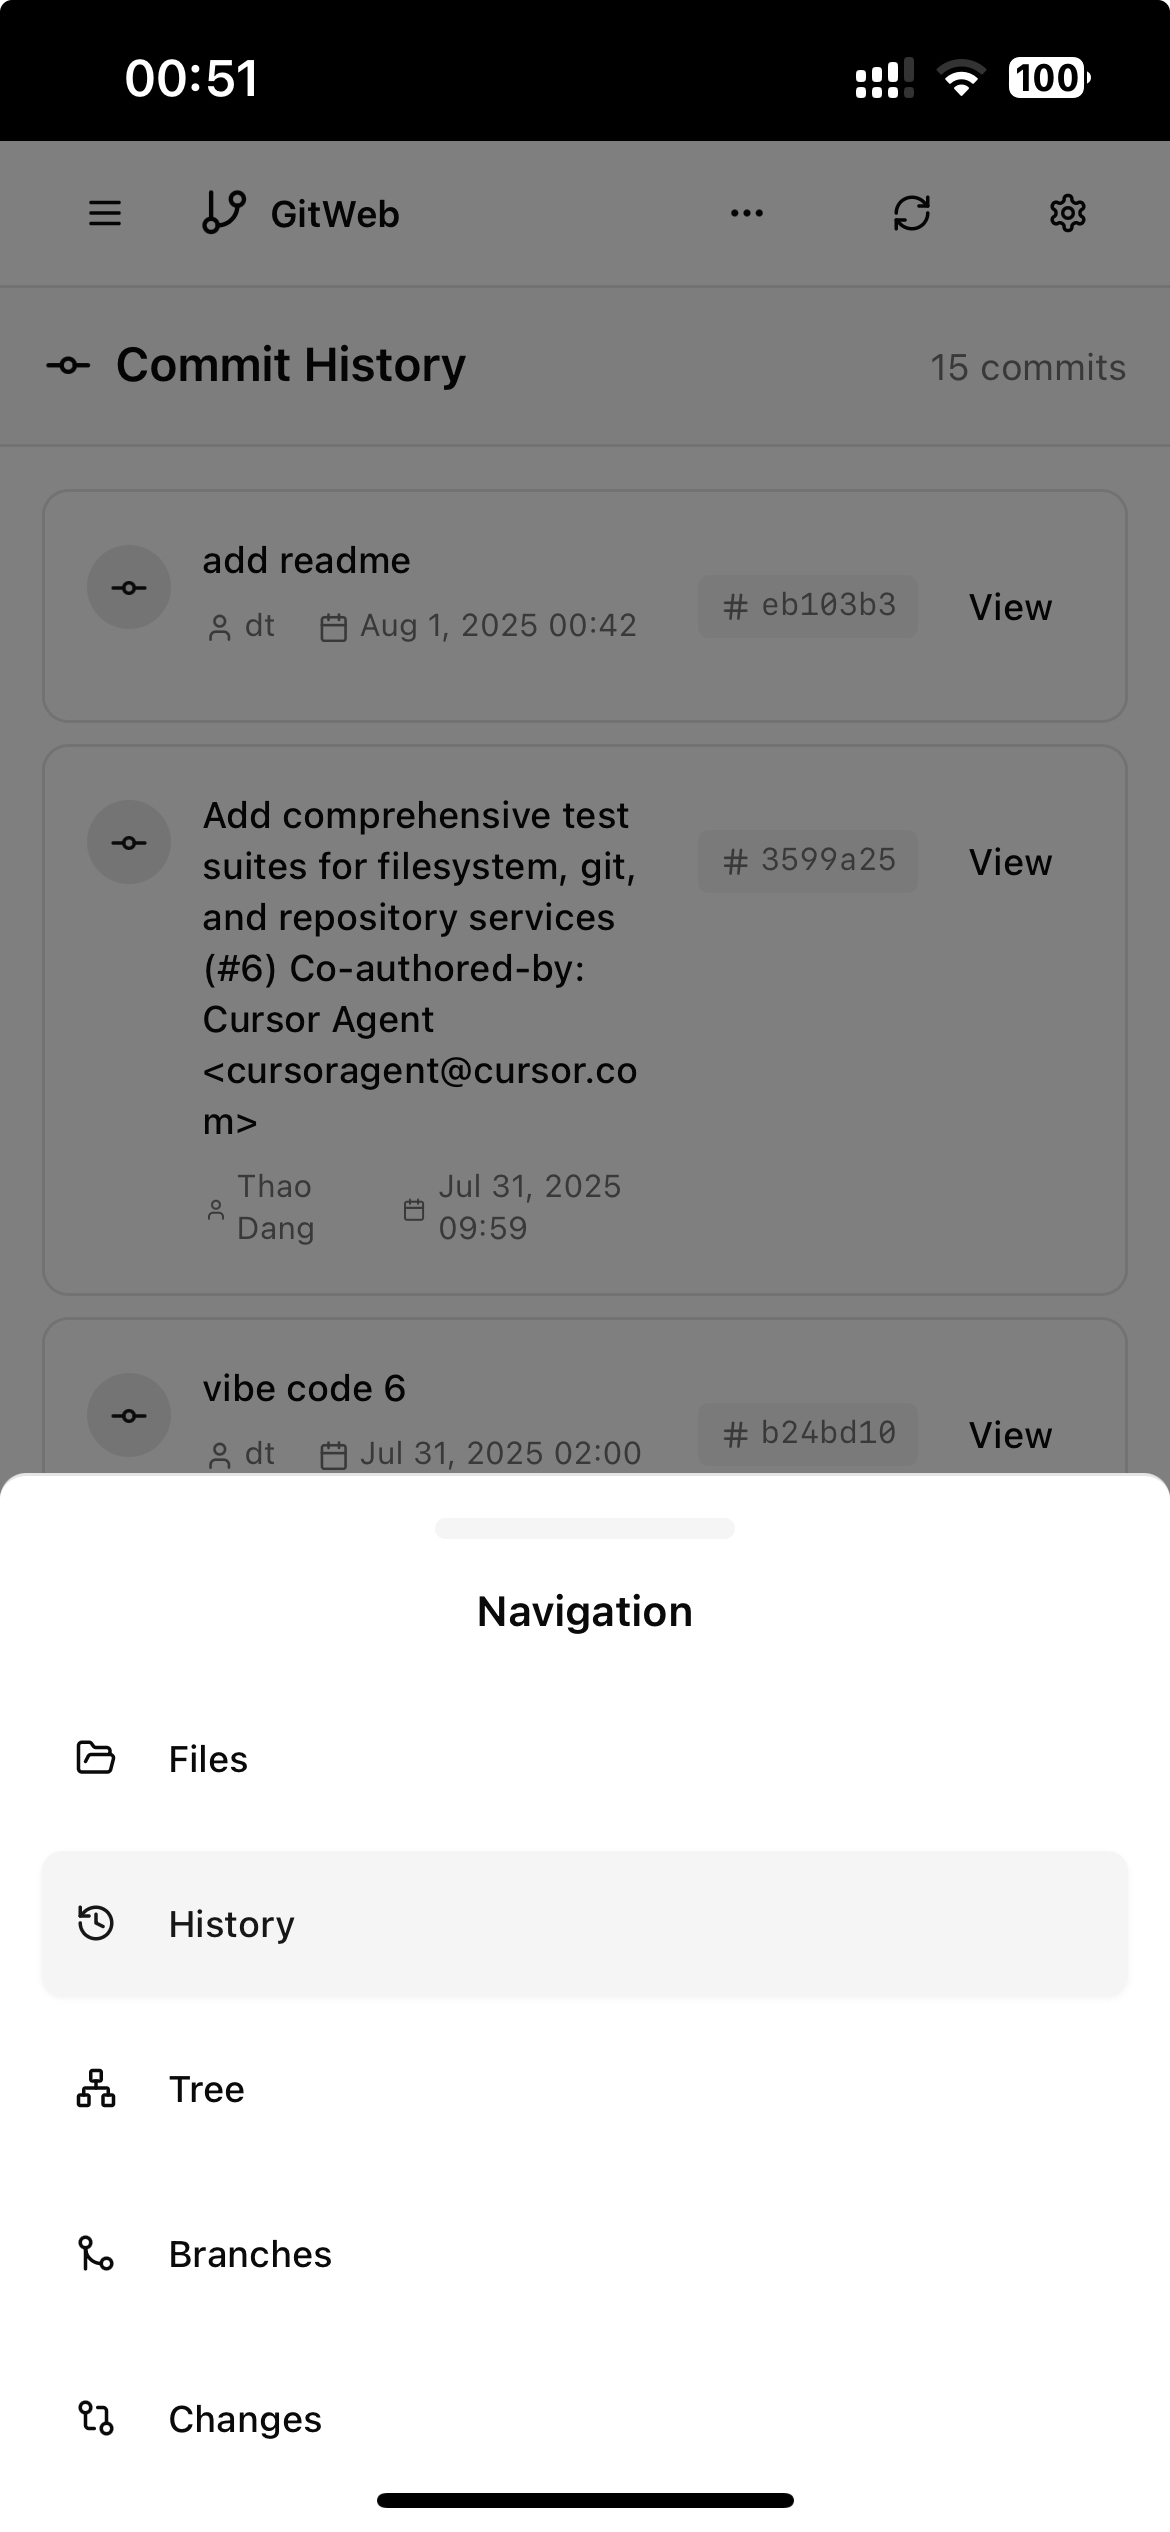 00:51
100
GitWeb
Commit History
15 commits
add readme
dt
Aug 1, 2025 00:42
# eb103b3
View
Add comprehensive test
suites for filesystem, git,
and repository services
(#6) Co-authored-by:
Cursor Agent
<cursoragent@cursor.co
m>
Thao
Dang
Jul 31, 2025
09:59
# 3599a25
View
vibe code 6
dt
Jul 31, 2025 02:00
# b24bd10
View
Navigation
Files
History
Tree
Branches
Changes